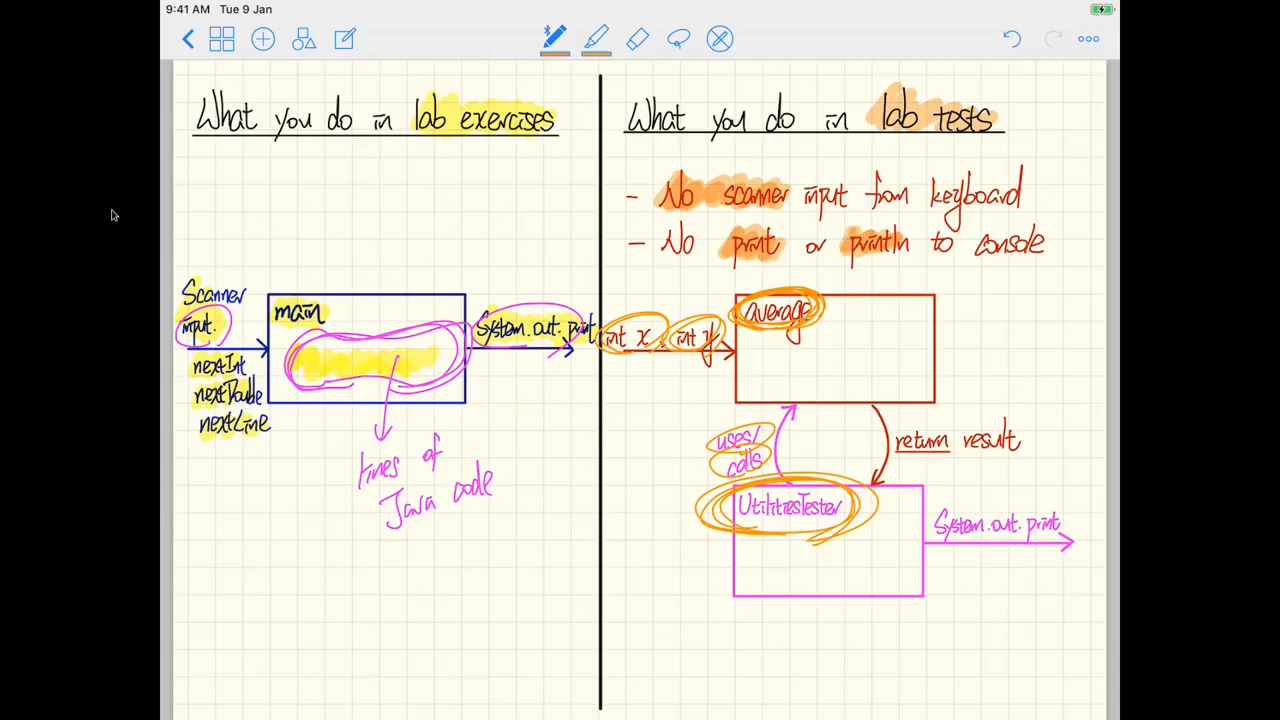 9:41 AM Tue 9 Jan
What you do in lab exercises
Scanner
input.
nextInt
nextDouble
nextLine
main
System.out.print
lines of
Java code
What you do in lab tests
- No scanner input from keyboard
- No print or println to console
int x, int y
average
uses/
calls
return result
UtilitiesTester
System.out.print